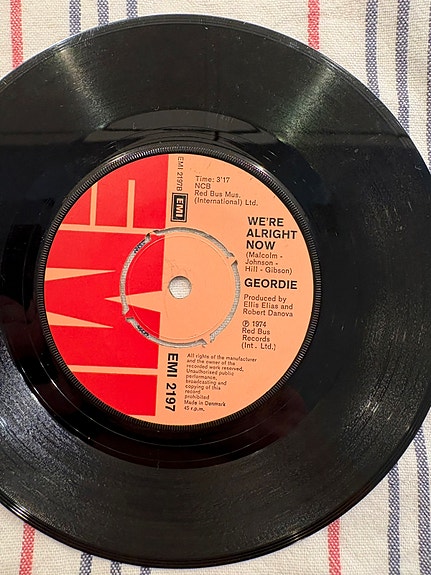 EMI
EMI 2197B
EMI
Time: 3'17
NCB
Red Bus Mus.
(International) Ltd.
WE'RE
ALRIGHT
NOW
(Malcolm -
Johnson -
Hill - Gibson)
GEORDIE
Produced by
Ellis Elias and
Robert Danova
℗ 1974
Red Bus
Records
(Int. Ltd.)
EMI 2197
All rights of the manufacturer
and the owner of the
recorded work reserved,
Unauthorized public
performance,
broadcasting and
copying of this
record
prohibited
Made in Denmark
45 r.p.m.